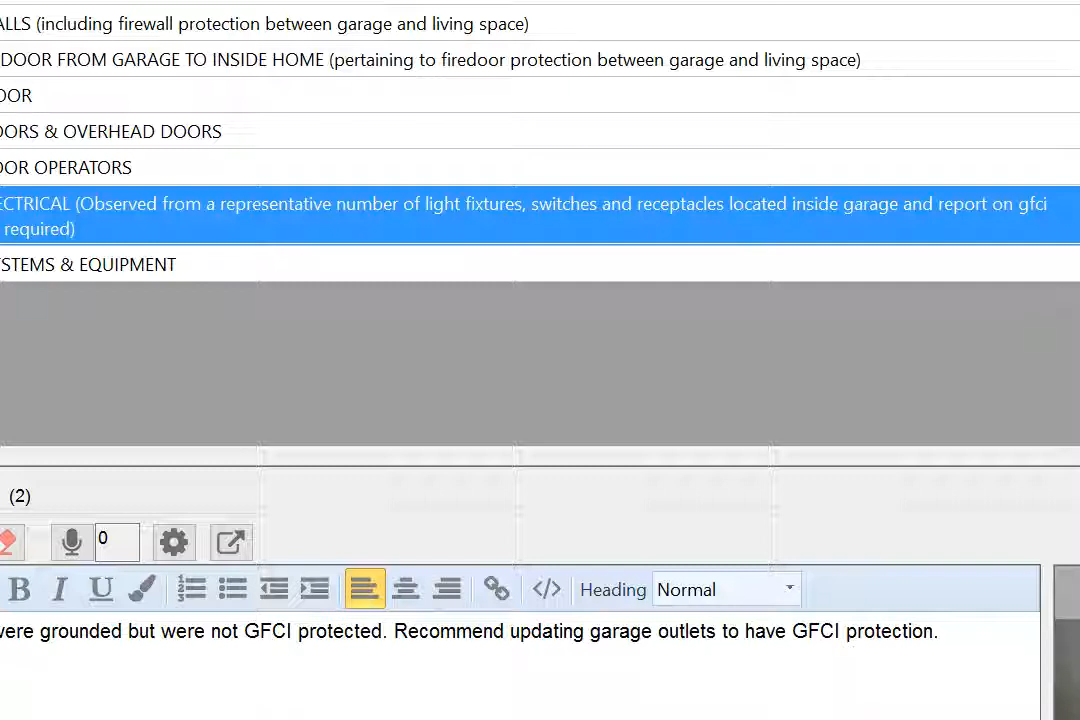 ALLS (including firewall protection between garage and living space)
DOOR FROM GARAGE TO INSIDE HOME (pertaining to firedoor protection between garage and living space)
OOR
OORS & OVERHEAD DOORS
OOR OPERATORS
ECTRICAL (Observed from a representative number of light fixtures, switches and receptacles located inside garage and report on gfci
required)
YSTEMS & EQUIPMENT
(2)
0
B I U </> Heading Normal
were grounded but were not GFCI protected. Recommend updating garage outlets to have GFCI protection.